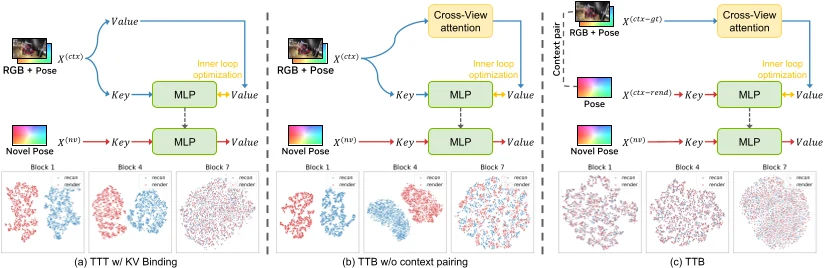 Value
RGB + Pose
X^(ctx)
Key
MLP
Value
Inner loop
optimization
Novel Pose
X^(nv)
Key
MLP
Value
Block 1
recon
render
Block 4
recon
render
Block 7
recon
render
(a) TTT w/ KV Binding
Cross-View
attention
RGB + Pose
X^(ctx)
Key
MLP
Value
Inner loop
optimization
Novel Pose
X^(nv)
Key
MLP
Value
Block 1
recon
render
Block 4
recon
render
Block 7
recon
render
(b) TTB w/o context pairing
Context pair
RGB + Pose
X^(ctx-gt)
Cross-View
attention
Inner loop
optimization
Pose
X^(ctx-rend)
Key
MLP
Value
Novel Pose
X^(nv)
Key
MLP
Value
Block 1
recon
render
Block 4
recon
render
Block 7
recon
render
(c) TTB